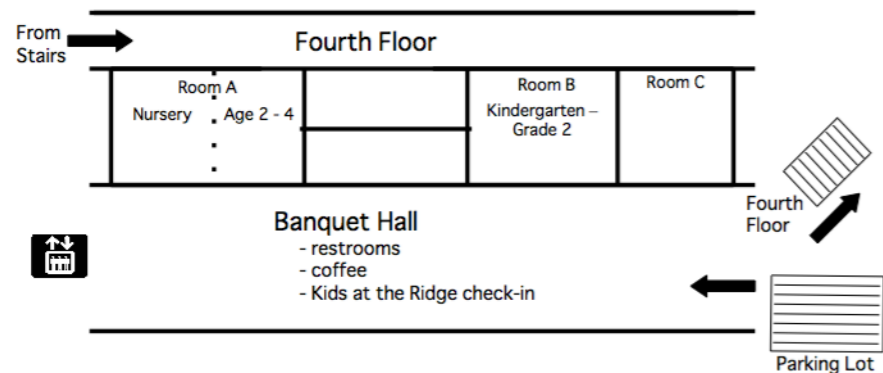 From
Stairs
Fourth Floor
Room A
Nursery
Age 2 - 4
Room B
Kindergarten –
Grade 2
Room C
Fourth
Floor
Banquet Hall
- restrooms
- coffee
- Kids at the Ridge check-in
Parking Lot